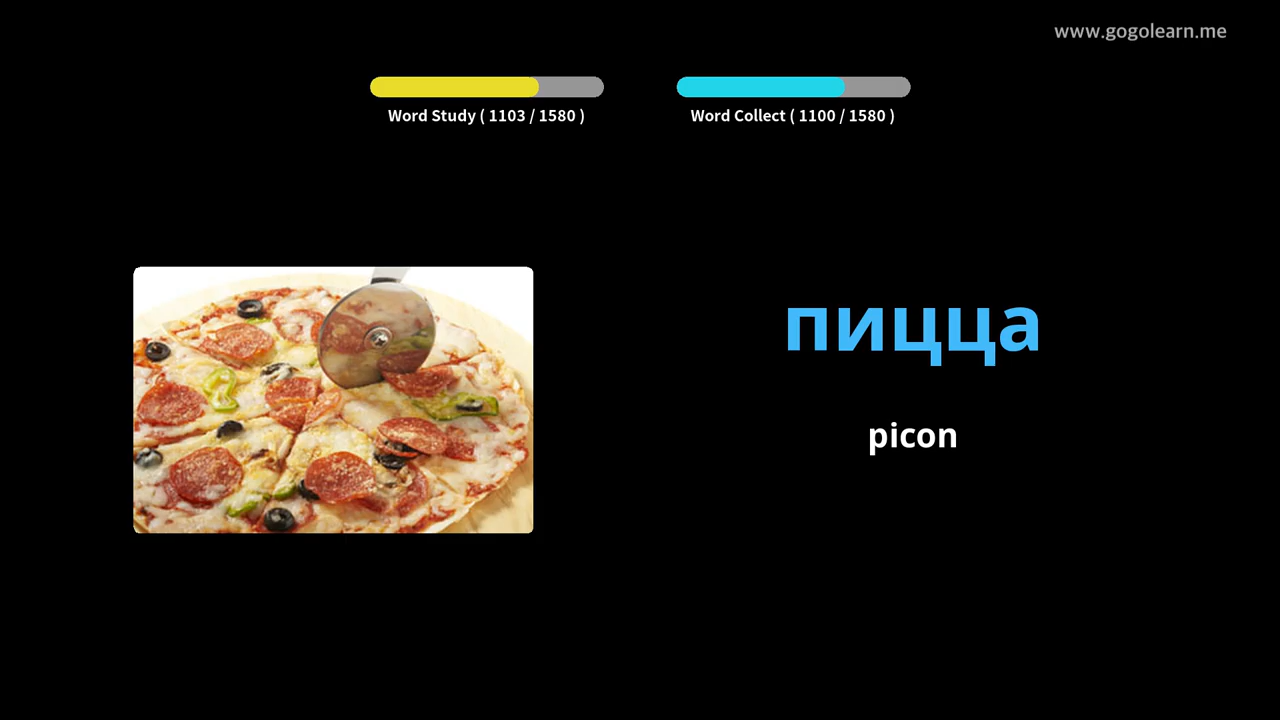 www.gogolearn.me
Word Study ( 1103 / 1580 )
Word Collect ( 1100 / 1580 )
пицца
picon